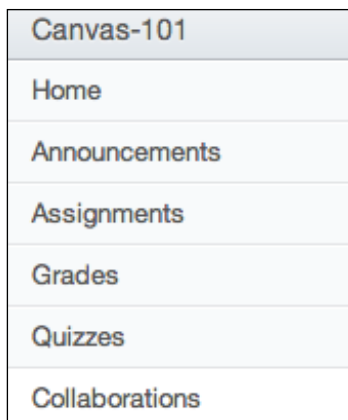 Canvas-101
Home
Announcements
Assignments
Grades
Quizzes
Collaborations